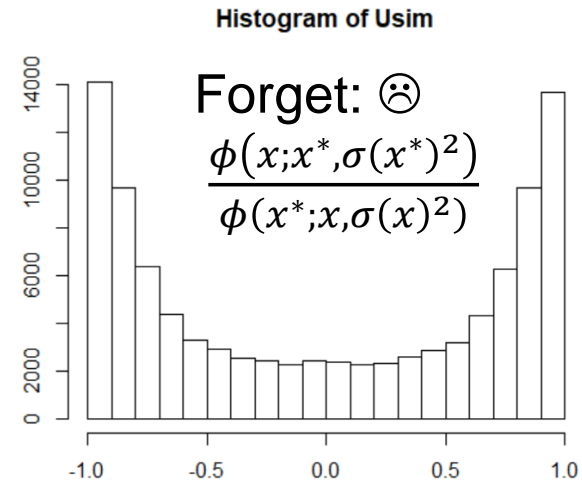 Histogram of Usim
Forget: ☹
ϕ(x;x*,σ(x*)²)
ϕ(x*;x,σ(x)²)
14000
10000
6000
2000
0
-1.0 -0.5 0.0 0.5 1.0